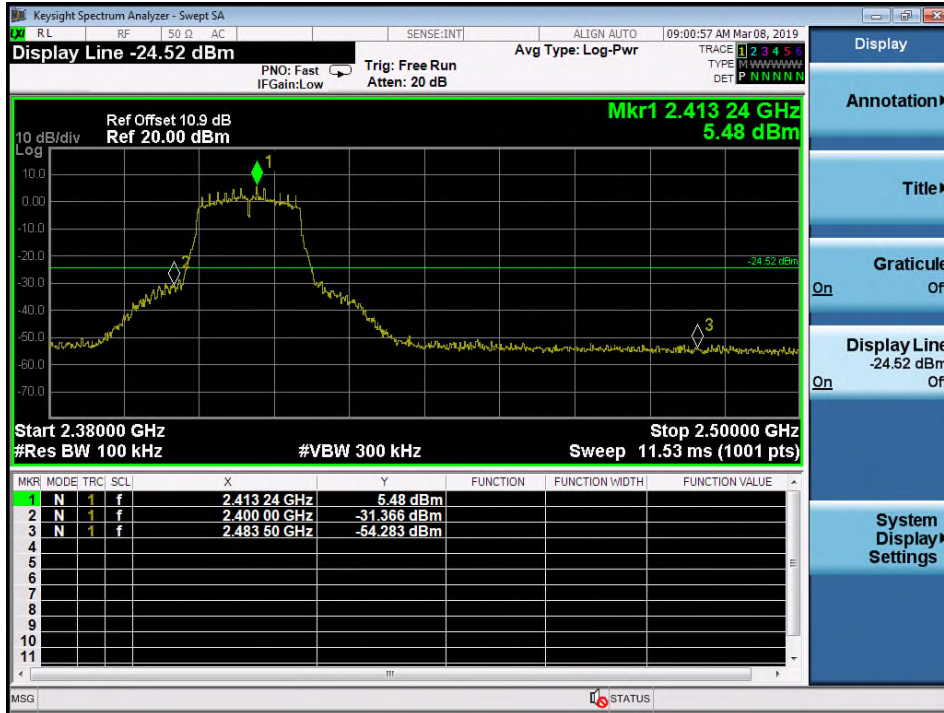 Keysight Spectrum Analyzer - Swept SA
LXI RL RF 50 Ω AC SENSE:INT ALIGN AUTO 09:00:57 AM Mar 08, 2019
Display Line -24.52 dBm
PNO: Fast
IFGain:Low
Trig: Free Run
Atten: 20 dB
Avg Type: Log-Pwr
TRACE 1 2 3 4 5 6
TYPE M W W W W W
DET P N N N N N
Mkr1 2.413 24 GHz
5.48 dBm
Ref Offset 10.9 dB
10 dB/div Ref 20.00 dBm
Log
1
10.0
0.00
-10.0
-20.0
2
-24.52 dBm
-30.0
-40.0
-50.0
3
-60.0
-70.0
Start 2.38000 GHz Stop 2.50000 GHz
#Res BW 100 kHz #VBW 300 kHz Sweep 11.53 ms (1001 pts)
MKR MODE TRC SCL X Y FUNCTION FUNCTION WIDTH FUNCTION VALUE
1 N 1 f 2.413 24 GHz 5.48 dBm
2 N 1 f 2.400 00 GHz -31.366 dBm
3 N 1 f 2.483 50 GHz -54.283 dBm
4
5
6
7
8
9
10
11
MSG STATUS
Display
Annotation
Title
Graticule
On Of
Display Line
-24.52 dBm
On Of
System
Display
Settings